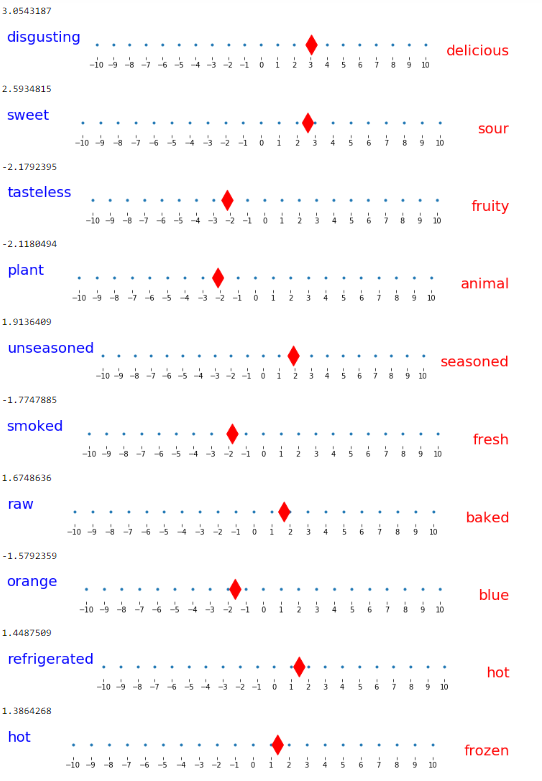 3.0543187
disgusting
delicious
−10 −9 −8 −7 −6 −5 −4 −3 −2 −1 0 1 2 3 4 5 6 7 8 9 10
2.5934815
sweet
sour
−10 −9 −8 −7 −6 −5 −4 −3 −2 −1 0 1 2 3 4 5 6 7 8 9 10
-2.1792395
tasteless
fruity
−10 −9 −8 −7 −6 −5 −4 −3 −2 −1 0 1 2 3 4 5 6 7 8 9 10
-2.1180494
plant
animal
−10 −9 −8 −7 −6 −5 −4 −3 −2 −1 0 1 2 3 4 5 6 7 8 9 10
1.9136409
unseasoned
seasoned
−10 −9 −8 −7 −6 −5 −4 −3 −2 −1 0 1 2 3 4 5 6 7 8 9 10
-1.7747885
smoked
fresh
−10 −9 −8 −7 −6 −5 −4 −3 −2 −1 0 1 2 3 4 5 6 7 8 9 10
1.6748636
raw
baked
−10 −9 −8 −7 −6 −5 −4 −3 −2 −1 0 1 2 3 4 5 6 7 8 9 10
-1.5792359
orange
blue
−10 −9 −8 −7 −6 −5 −4 −3 −2 −1 0 1 2 3 4 5 6 7 8 9 10
1.4487509
refrigerated
hot
−10 −9 −8 −7 −6 −5 −4 −3 −2 −1 0 1 2 3 4 5 6 7 8 9 10
1.3864268
hot
frozen
−10 −9 −8 −7 −6 −5 −4 −3 −2 −1 0 1 2 3 4 5 6 7 8 9 10